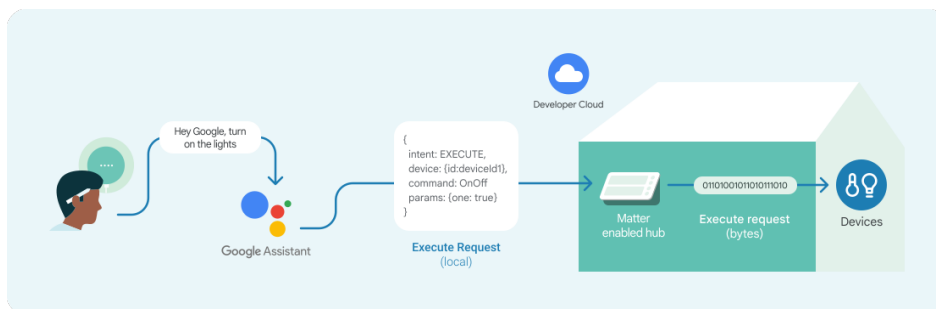 Hey Google, turn
on the lights
Google Assistant
{
intent: EXECUTE,
device: {id:deviceId1},
command: OnOff
params: {one: true}
}
Execute Request
(local)
Developer Cloud
Matter
enabled hub
01101001011010111010
Execute request
(bytes)
Devices